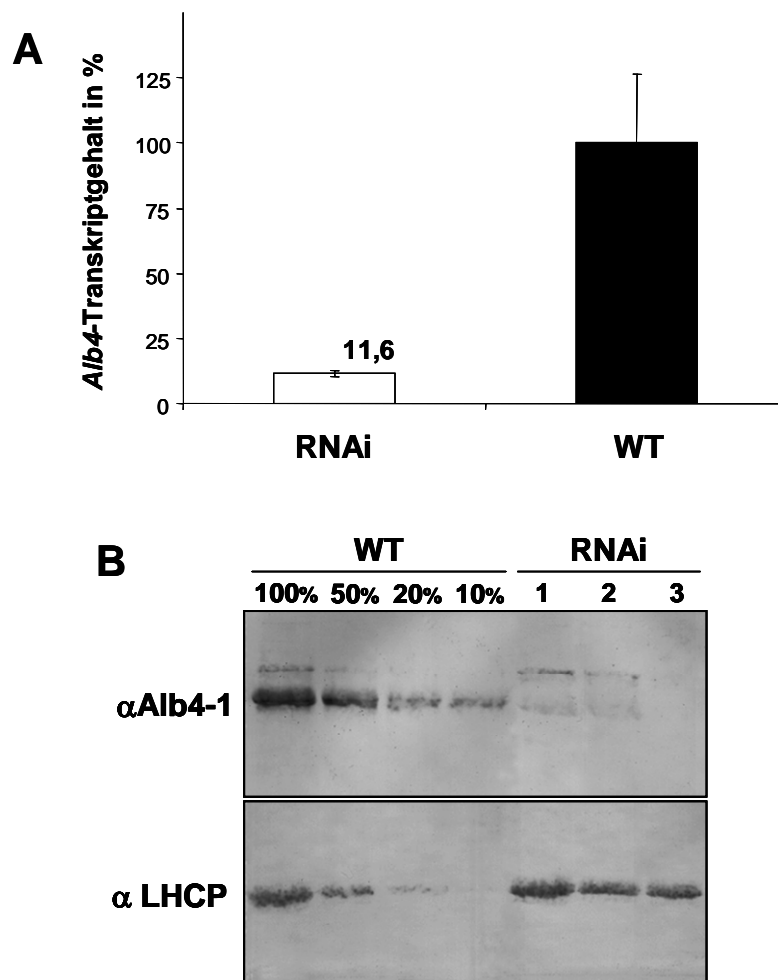 A
Alb4-Transkriptgehalt in %
125
100
75
50
25
0
11,6
RNAi WT
B
WT RNAi
100% 50% 20% 10% 1 2 3
αAlb4-1
α LHCP